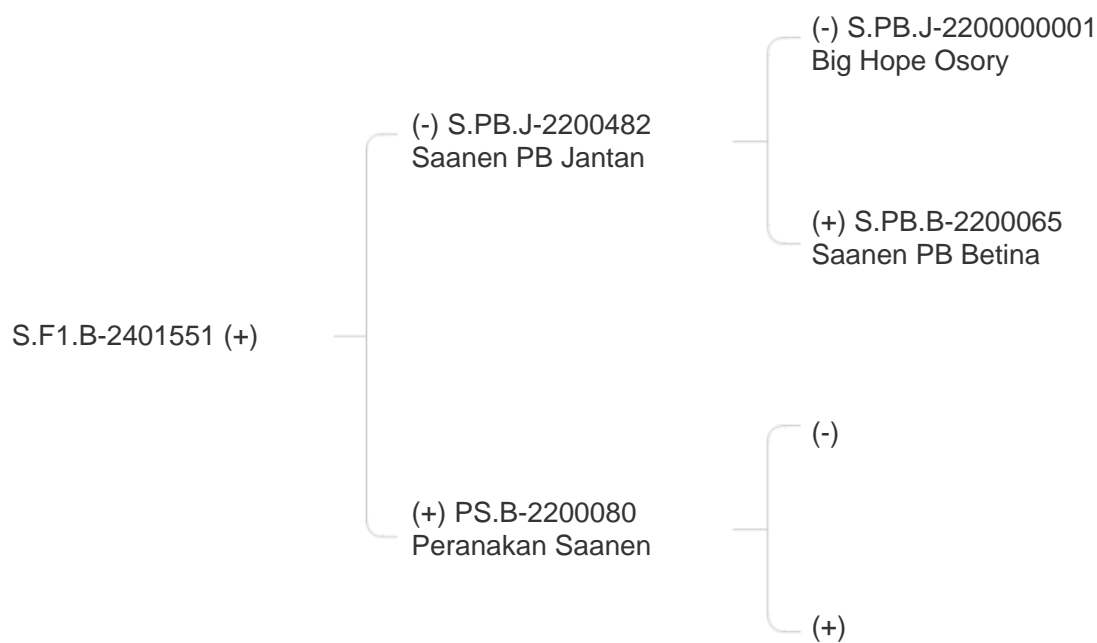 (-) S.PB.J-2200000001
Big Hope Osory
(-) S.PB.J-2200482
Saanen PB Jantan
(+) S.PB.B-2200065
Saanen PB Betina
S.F1.B-2401551 (+)
(-)
(+) PS.B-2200080
Peranakan Saanen
(+)